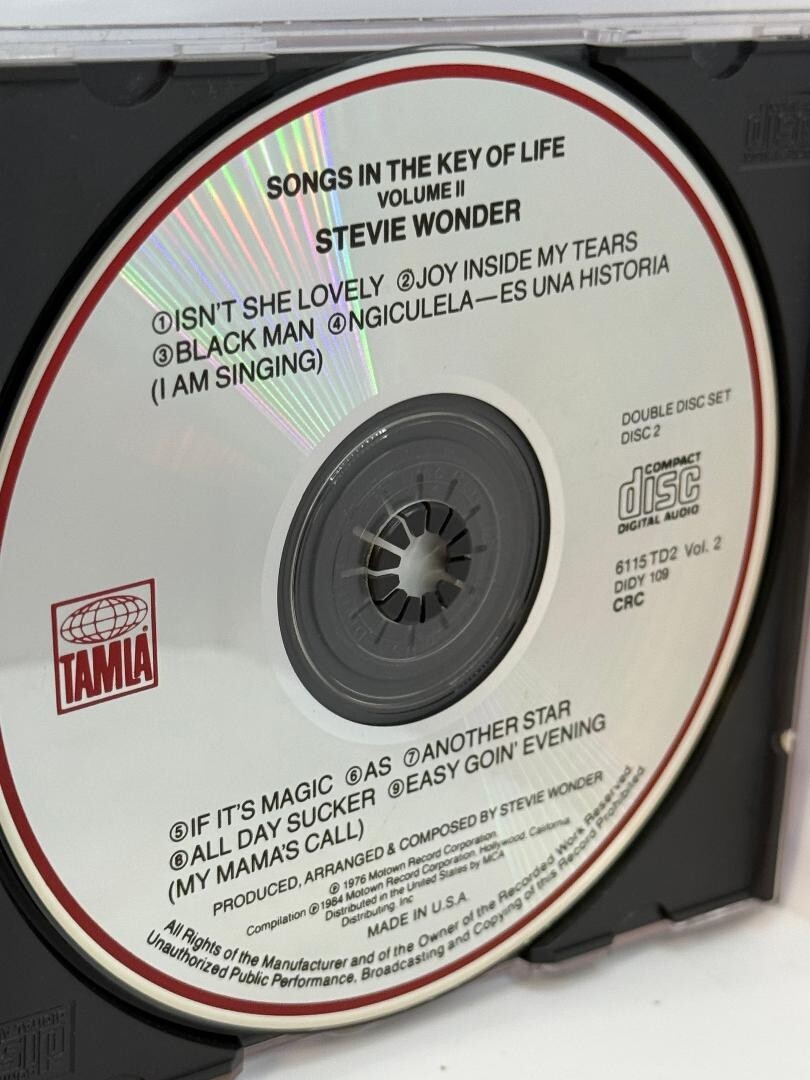 SONGS IN THE KEY OF LIFE
VOLUME II
STEVIE WONDER
①ISN'T SHE LOVELY ②JOY INSIDE MY TEARS
③BLACK MAN ④NGICULELA—ES UNA HISTORIA
(I AM SINGING)
DOUBLE DISC SET
DISC 2
COMPACT
disc
DIGITAL AUDIO
6115 TD2 Vol. 2
DIDY 109
CRC
TAMLA
⑤IF IT'S MAGIC ⑥AS ⑦ANOTHER STAR
⑧ALL DAY SUCKER ⑨EASY GOIN' EVENING
(MY MAMA'S CALL)
PRODUCED, ARRANGED & COMPOSED BY STEVIE WONDER
℗ 1976 Motown Record Corporation.
Compilation ℗ 1984 Motown Record Corporation, Hollywood, California.
Distributed in the United States by MCA
Distributing, Inc
MADE IN U.S.A.
All Rights of the Manufacturer and of the Owner of the Recorded Work Reserved
Unauthorized Public Performance, Broadcasting and Copying of this Record Prohibited
disc
disc